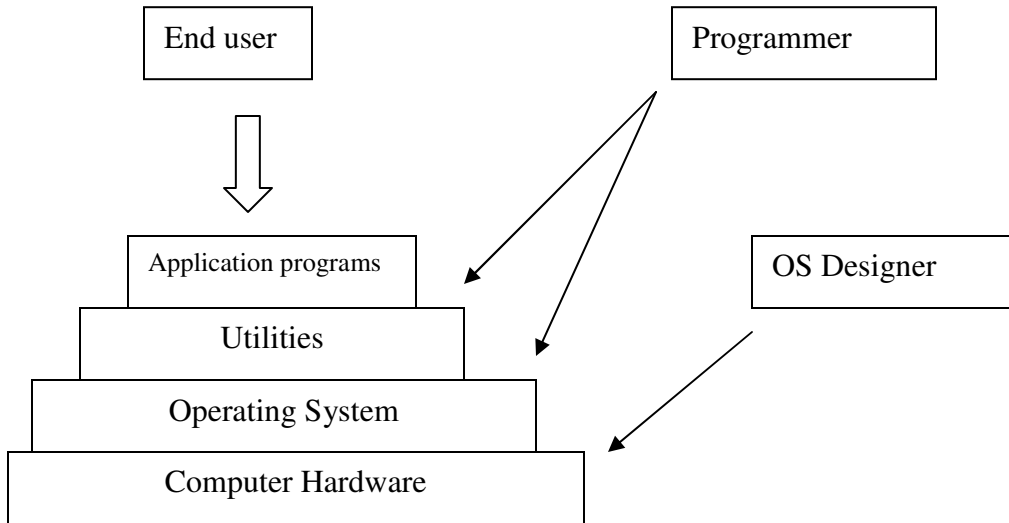 End user
Programmer
Application programs
OS Designer
Utilities
Operating System
Computer Hardware